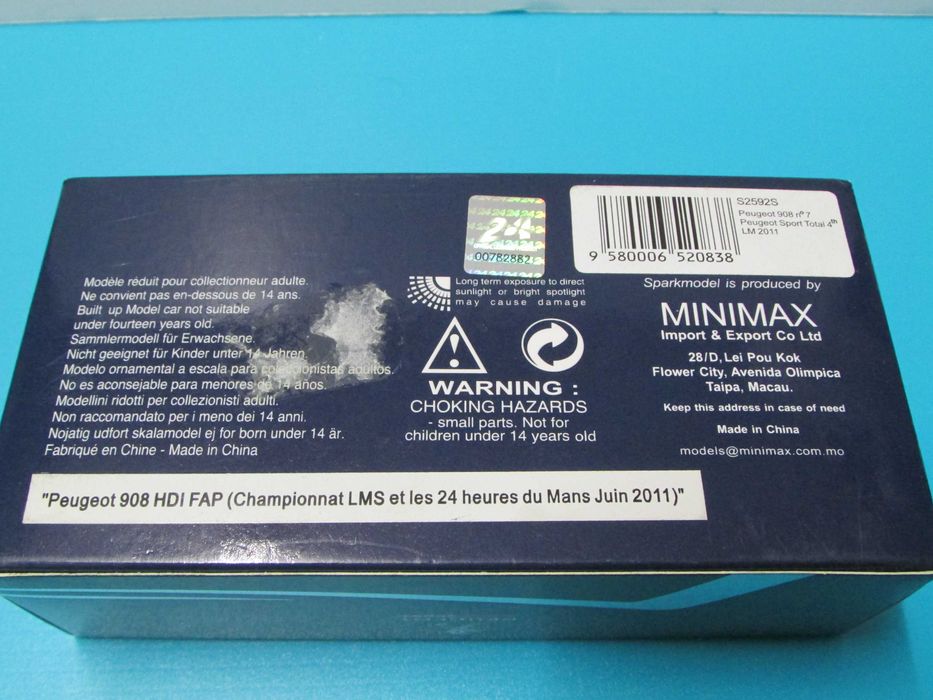 S2592S
Peugeot 908 nº7
Peugeot Sport Total 4th
LM 2011
9 580006 520838
24
00782882
Modèle réduit pour collectionneur adulte.
Ne convient pas en-dessous de 14 ans.
Built up Model car not suitable
under fourteen years old.
Sammlermodell für Erwachsene.
Nicht geeignet für Kinder unter 14 Jahren.
Modelo ornamental a escala para coleccionistas adultos.
No es aconsejable para menores de 14 años.
Modellini ridotti per collezionisti adulti.
Non raccomandato per i meno dei 14 anni.
Nojatig udfort skalamodel ej for born under 14 är.
Fabriqué en Chine - Made in China
Long term exposure to direct
sunlight or bright spotlight
may cause damage
WARNING :
CHOKING HAZARDS
- small parts. Not for
children under 14 years old
Sparkmodel is produced by
MINIMAX
Import & Export Co Ltd
28/D, Lei Pou Kok
Flower City, Avenida Olimpica
Taipa, Macau.
Keep this address in case of need
Made in China
models@minimax.com.mo
"Peugeot 908 HDI FAP (Championnat LMS et les 24 heures du Mans Juin 2011)"